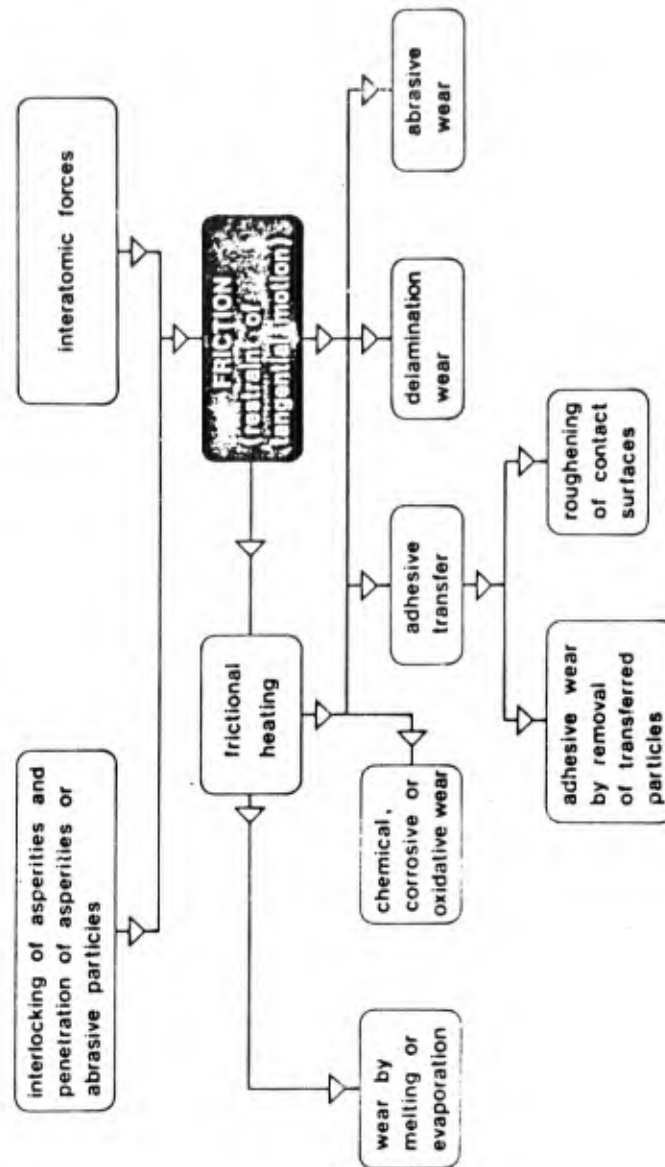 interlocking of asperities and
penetration of asperities or
abrasive particles
interatomic forces
FRICTION
(restraint of
tangential motion)
frictional
heating
wear by
melting or
evaporation
chemical,
corrosive or
oxidative wear
adhesive
transfer
delamination
wear
abrasive
wear
adhesive wear
by removal
of transferred
particles
roughening
of contact
surfaces